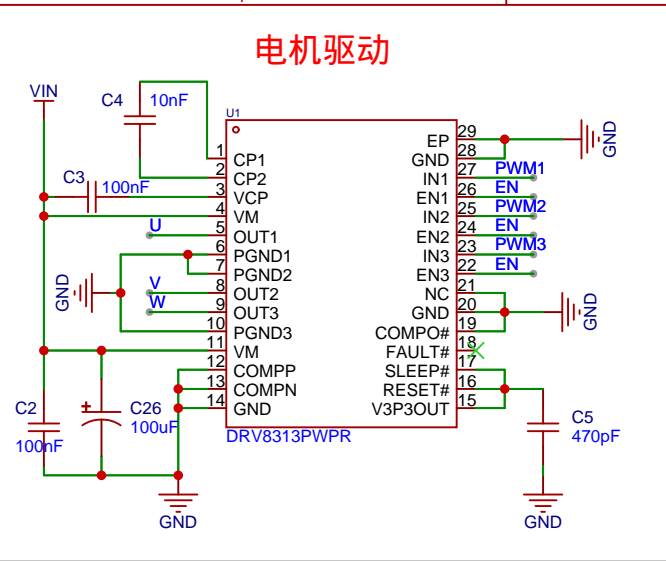 电机驱动
VIN
C4
10nF
U1
C3
100nF
1
CP1
2
CP2
3
VCP
4
VM
U
5
OUT1
6
PGND1
7
PGND2
V
8
OUT2
W
9
OUT3
10
PGND3
11
VM
12
COMPP
13
COMPN
14
GND
GND
EP
29
GND
28
IN1
27
PWM1
EN1
26
EN
IN2
25
PWM2
EN2
24
EN
IN3
23
PWM3
EN3
22
EN
NC
21
GND
20
COMPO#
19
FAULT#
18
SLEEP#
17
RESET#
16
V3P3OUT
15
GND
GND
DRV8313PWPR
C2
100nF
C26
100uF
+
GND
C5
470pF
GND